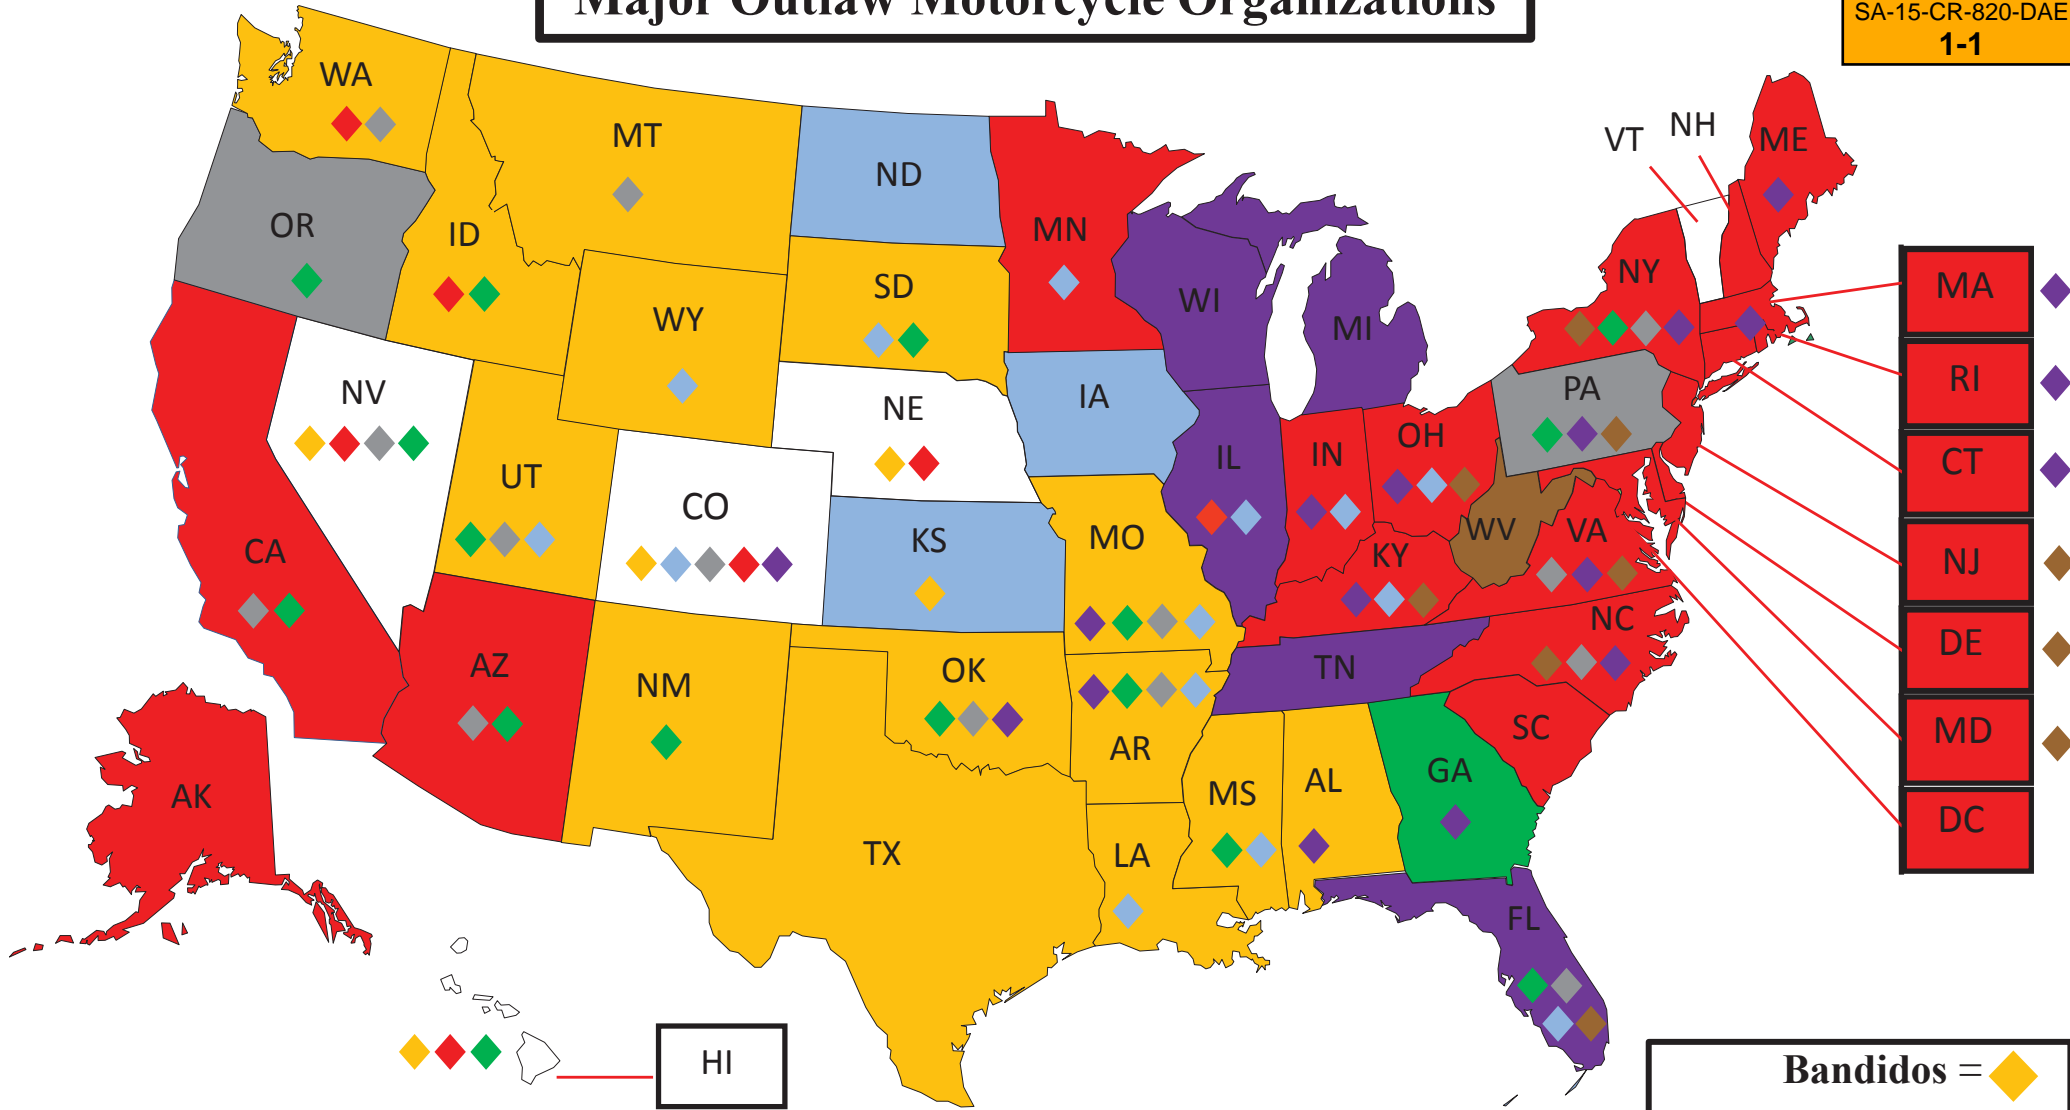 Major Outlaw Motorcycle Organizations
SA-15-CR-820-DAE
1-1
WA
MT
ND
MN
VT
NH
ME
OR
ID
SD
WI
NY
MA
WY
MI
RI
NV
NE
IA
PA
CT
UT
CO
KS
MO
IL
IN
OH
WV
VA
NJ
CA
KY
NC
DE
AZ
NM
OK
TN
SC
MD
AK
AR
MS
AL
GA
DC
TX
LA
FL
HI
Bandidos =